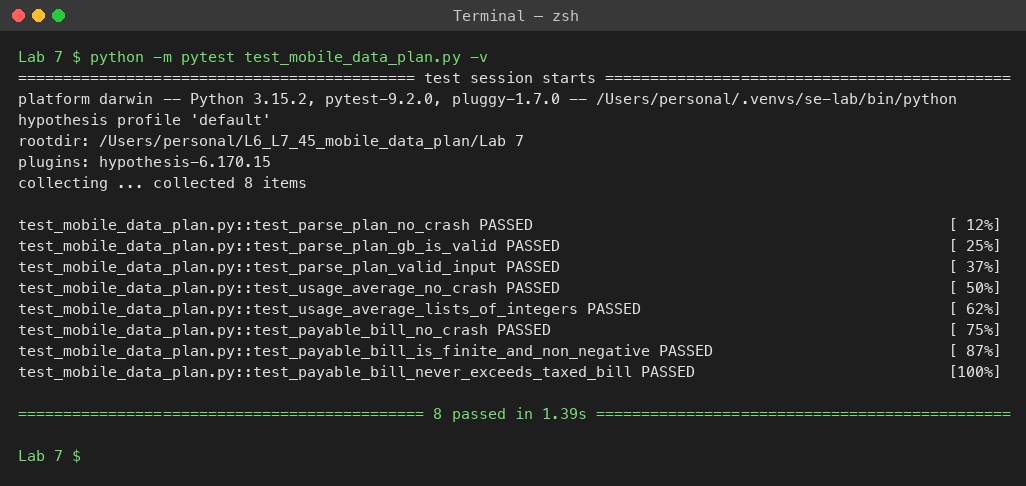 Terminal — zsh
Lab 7 $ python -m pytest test_mobile_data_plan.py -v
============================================ test session starts =============================================
platform darwin -- Python 3.15.2, pytest-9.2.0, pluggy-1.7.0 -- /Users/personal/.venvs/se-lab/bin/python
hypothesis profile 'default'
rootdir: /Users/personal/L6_L7_45_mobile_data_plan/Lab 7
plugins: hypothesis-6.170.15
collecting ... collected 8 items
test_mobile_data_plan.py::test_parse_plan_no_crash PASSED [ 12%]
test_mobile_data_plan.py::test_parse_plan_gb_is_valid PASSED [ 25%]
test_mobile_data_plan.py::test_parse_plan_valid_input PASSED [ 37%]
test_mobile_data_plan.py::test_usage_average_no_crash PASSED [ 50%]
test_mobile_data_plan.py::test_usage_average_lists_of_integers PASSED [ 62%]
test_mobile_data_plan.py::test_payable_bill_no_crash PASSED [ 75%]
test_mobile_data_plan.py::test_payable_bill_is_finite_and_non_negative PASSED [ 87%]
test_mobile_data_plan.py::test_payable_bill_never_exceeds_taxed_bill PASSED [100%]
============================================= 8 passed in 1.39s ==============================================
Lab 7 $